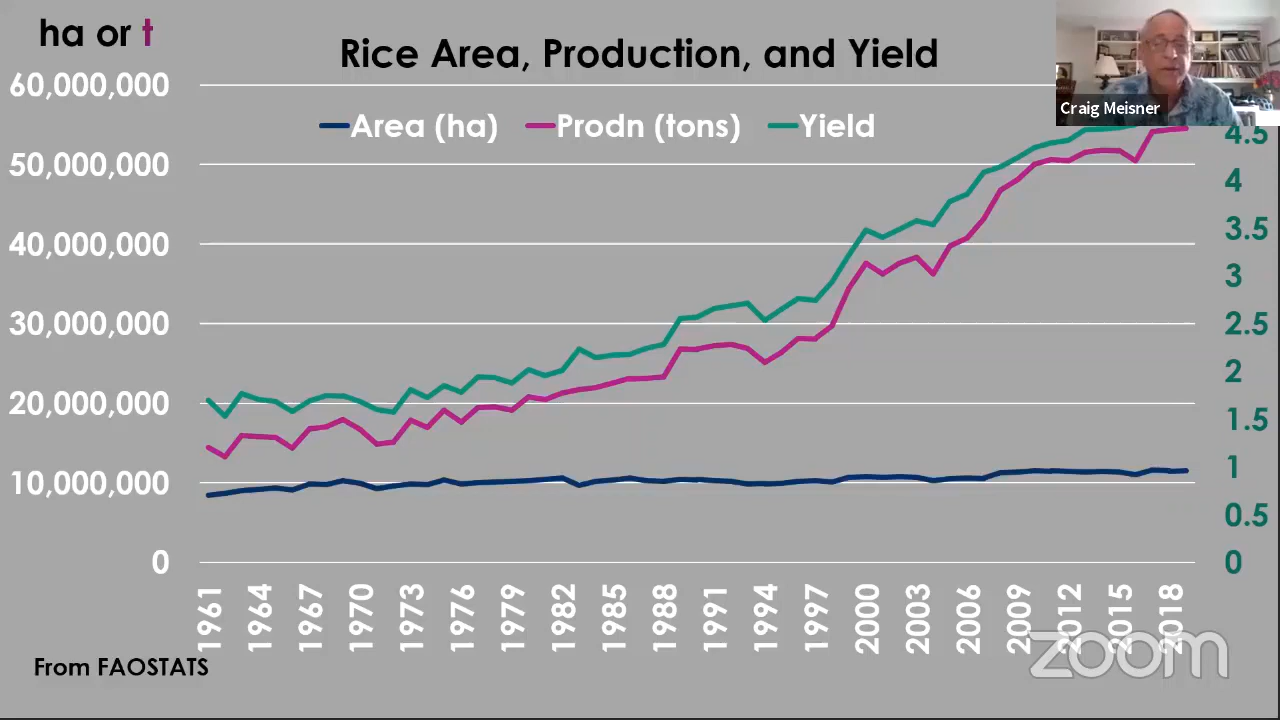 ha or t
Rice Area, Production, and Yield
Craig Meisner
Area (ha) Prodn (tons) Yield
60,000,000
50,000,000
40,000,000
30,000,000
20,000,000
10,000,000
0
4.5
4
3.5
3
2.5
2
1.5
1
0.5
0
1961 1964 1967 1970 1973 1976 1979 1982 1985 1988 1991 1994 1997 2000 2003 2006 2009 2012 2015 2018
From FAOSTATS
zoom